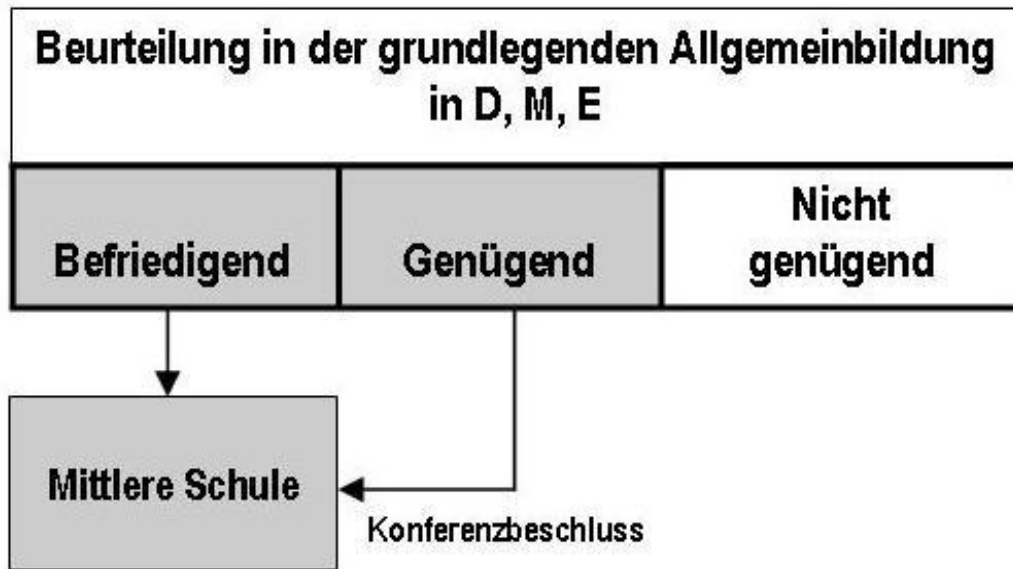 Beurteilung in der grundlegenden Allgemeinbildung
in D, M, E
Befriedigend
Genügend
Nicht
genügend
Mittlere Schule
Konferenzbeschluss